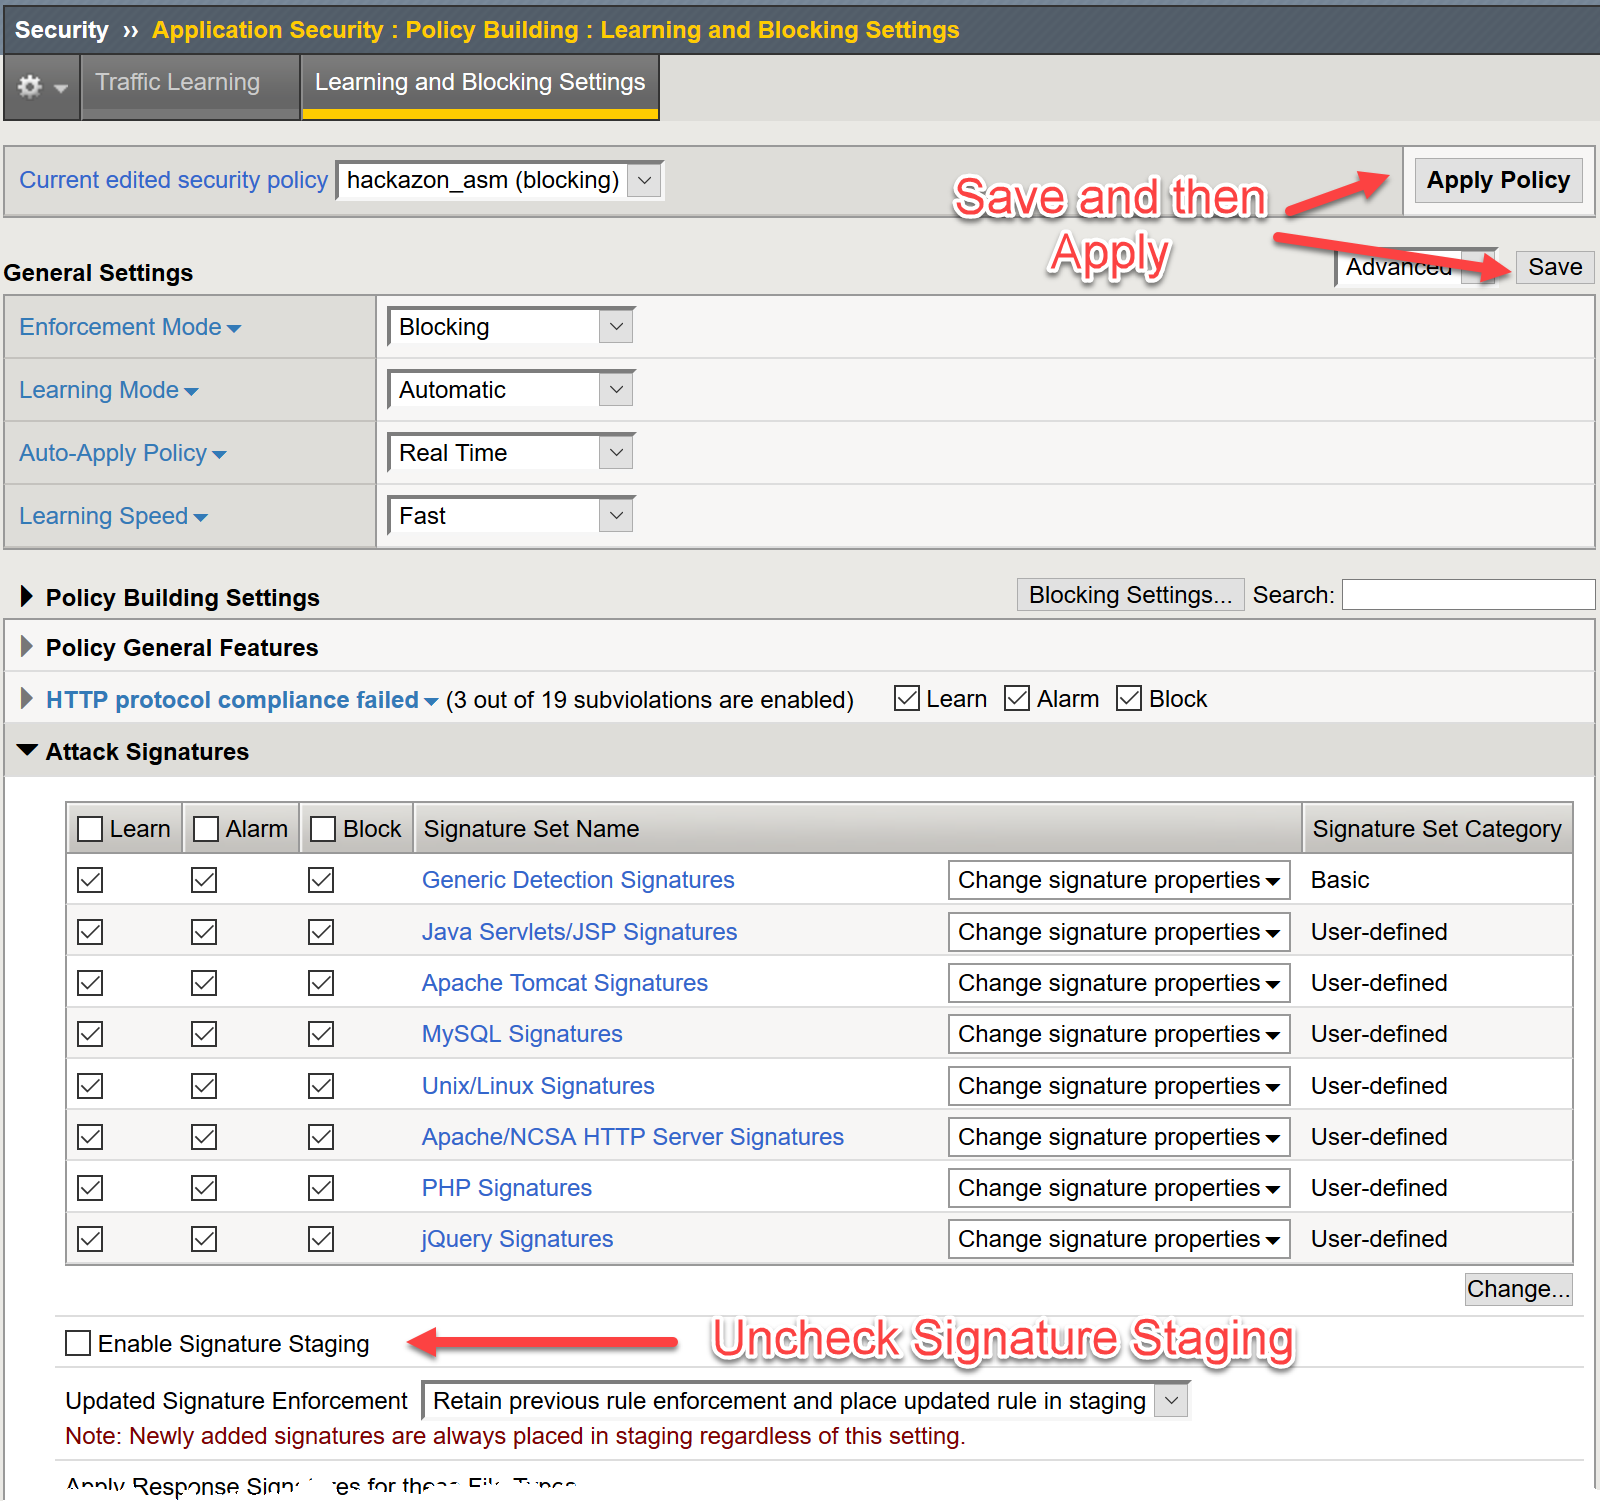 Security ›› Application Security : Policy Building : Learning and Blocking Settings
Traffic Learning
Learning and Blocking Settings
Current edited security policy
hackazon_asm (blocking)
Save and then
Apply
Apply Policy
General Settings
Advanced
Save
Enforcement Mode
Blocking
Learning Mode
Automatic
Auto-Apply Policy
Real Time
Learning Speed
Fast
Policy Building Settings
Blocking Settings...
Search:
Policy General Features
HTTP protocol compliance failed (3 out of 19 subviolations are enabled)
Learn
Alarm
Block
Attack Signatures
Learn
Alarm
Block
Signature Set Name
Signature Set Category
Generic Detection Signatures
Change signature properties
Basic
Java Servlets/JSP Signatures
Change signature properties
User-defined
Apache Tomcat Signatures
Change signature properties
User-defined
MySQL Signatures
Change signature properties
User-defined
Unix/Linux Signatures
Change signature properties
User-defined
Apache/NCSA HTTP Server Signatures
Change signature properties
User-defined
PHP Signatures
Change signature properties
User-defined
jQuery Signatures
Change signature properties
User-defined
Change...
Enable Signature Staging
Uncheck Signature Staging
Updated Signature Enforcement
Retain previous rule enforcement and place updated rule in staging
Note: Newly added signatures are always placed in staging regardless of this setting.
Apply Response Signatures for these File Types